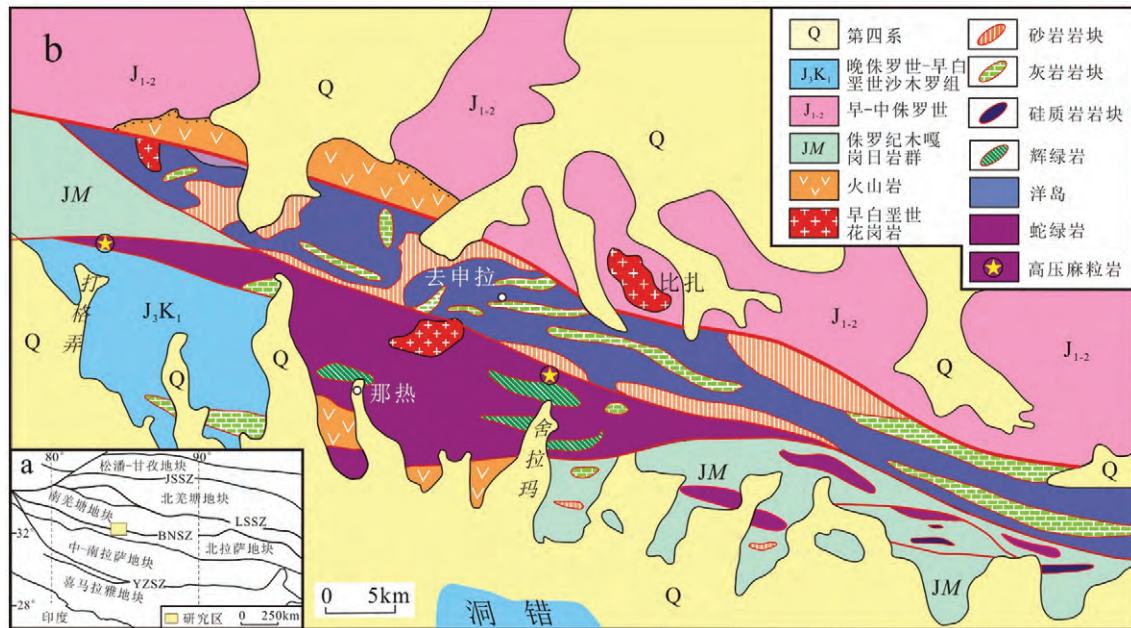 b
J₁₋₂
Q
J₁₋₂
Q
JM
去申拉
比扎
J₁₋₂
Q
J₁₋₂
打格弄
J₃K₁
Q
Q
Q
那热
舍拉玛
JM
Q
JM
Q
洞错
0 5km
Q 第四系
J₃K₁ 晚侏罗世-早白
垩世沙木罗组
J₁₋₂ 早-中侏罗世
JM 侏罗纪木嘎
岗日岩群
火山岩
早白垩世
花岗岩
砂岩岩块
灰岩岩块
硅质岩岩块
辉绿岩
洋岛
蛇绿岩
高压麻粒岩
a
80°
90°
松潘-甘孜地块
JSSZ
北羌塘地块
南羌塘地块
LSSZ
32°
BNSZ
北拉萨地块
中-南拉萨地块
YZSZ
喜马拉雅地块
28°
印度
研究区
0 250km